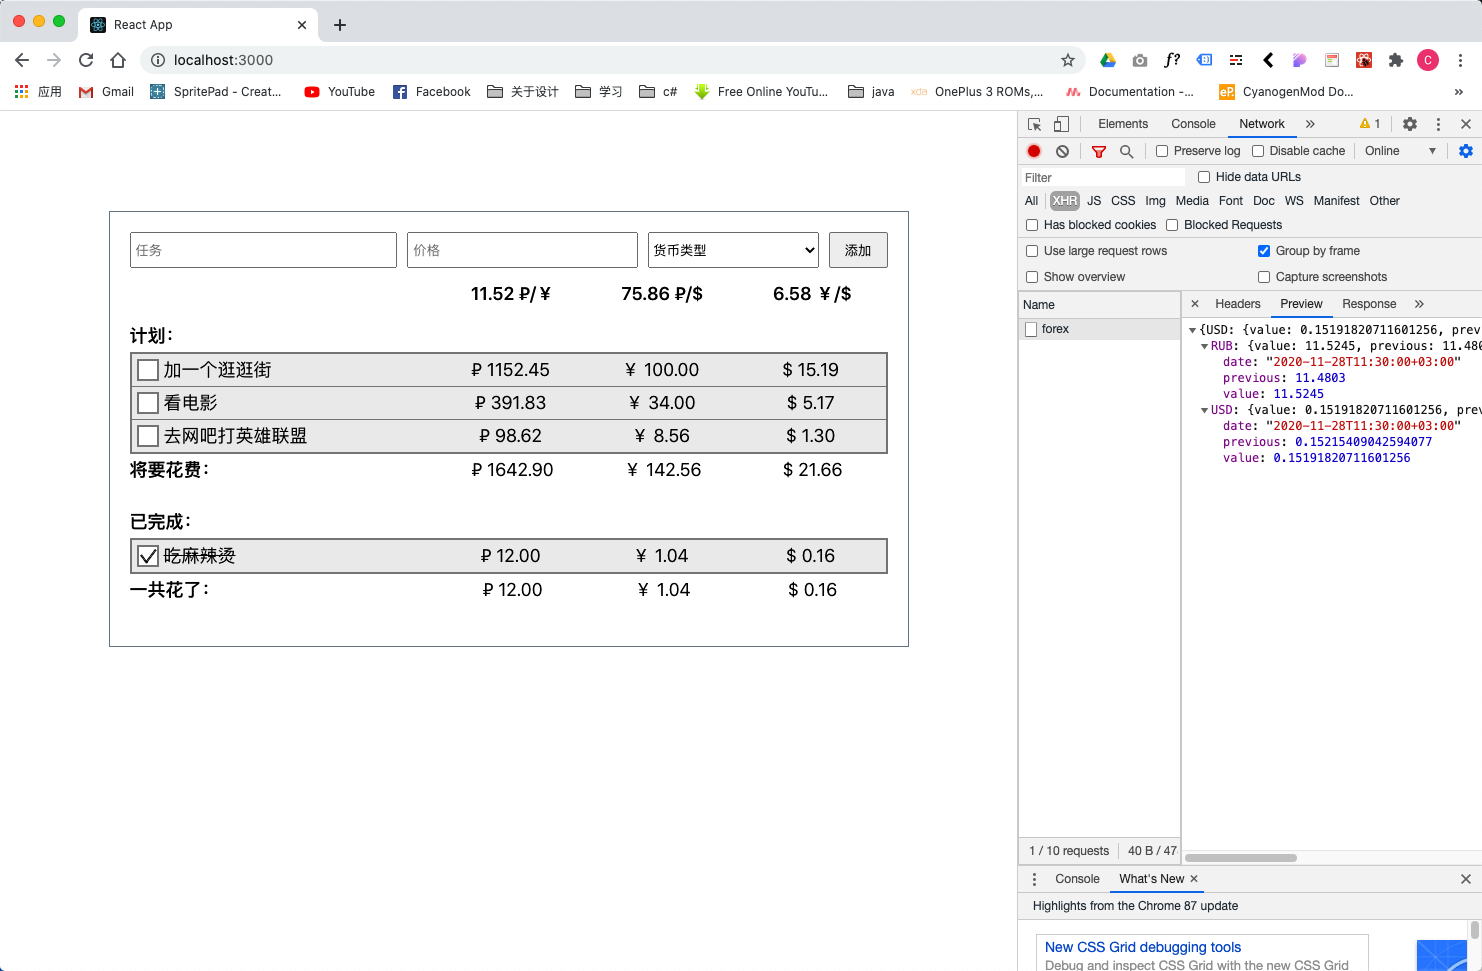 React App
localhost:3000
应用 Gmail SpritePad - Creat... YouTube Facebook 关于设计 学习 c# Free Online YouTu... java OnePlus 3 ROMs,... Documentation -... CyanogenMod Do...
任务 价格 货币类型 添加
11.52 ₽/¥ 75.86 ₽/$ 6.58 ¥/$
计划：
加一个逛逛街 ₽ 1152.45 ¥ 100.00 $ 15.19
看电影 ₽ 391.83 ¥ 34.00 $ 5.17
去网吧打英雄联盟 ₽ 98.62 ¥ 8.56 $ 1.30
将要花费： ₽ 1642.90 ¥ 142.56 $ 21.66
已完成：
吃麻辣烫 ₽ 12.00 ¥ 1.04 $ 0.16
一共花了： ₽ 12.00 ¥ 1.04 $ 0.16
Elements Console Network » 1
Preserve log Disable cache Online
Filter Hide data URLs
All XHR JS CSS Img Media Font Doc WS Manifest Other
Has blocked cookies Blocked Requests
Use large request rows Group by frame
Show overview Capture screenshots
Name
forex
1 / 10 requests 40 B / 47
Headers Preview Response »
{USD: {value: 0.15191820711601256, prev
RUB: {value: 11.5245, previous: 11.480
date: "2020-11-28T11:30:00+03:00"
previous: 11.4803
value: 11.5245
USD: {value: 0.15191820711601256, prev
date: "2020-11-28T11:30:00+03:00"
previous: 0.15215409042594077
value: 0.15191820711601256
Console What's New
Highlights from the Chrome 87 update
New CSS Grid debugging tools
Debug and inspect CSS Grid with the new CSS Grid